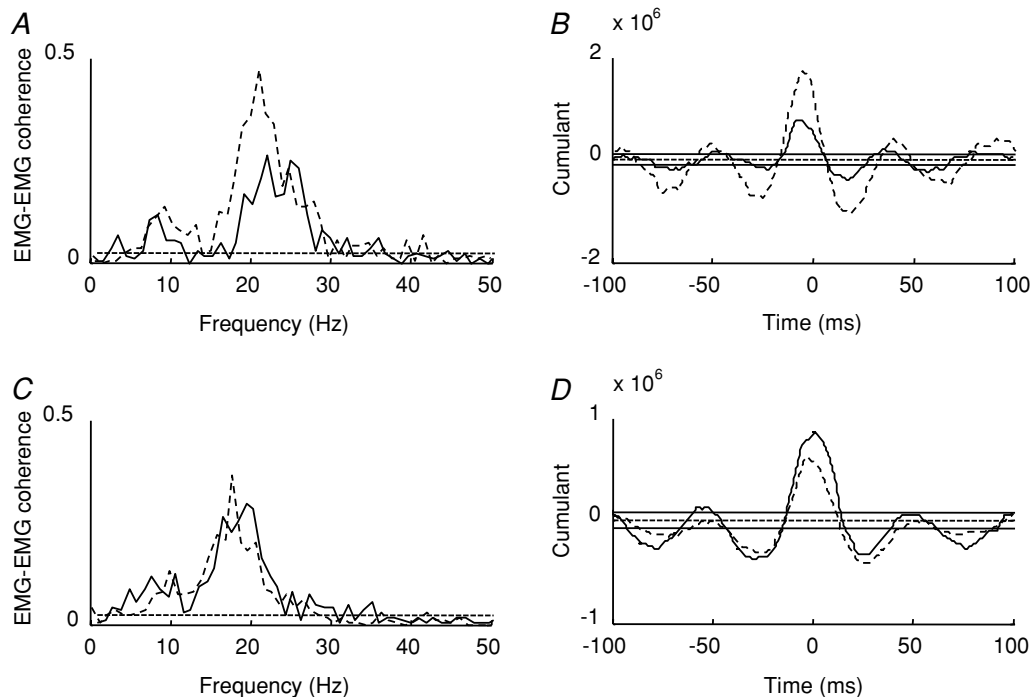 A
EMG-EMG coherence
0.5
0
0 10 20 30 40 50
Frequency (Hz)
B
x 10^6
Cumulant
2
0
-2
-100 -50 0 50 100
Time (ms)
C
EMG-EMG coherence
0.5
0
0 10 20 30 40 50
Frequency (Hz)
D
x 10^6
Cumulant
1
0
-1
-100 -50 0 50 100
Time (ms)